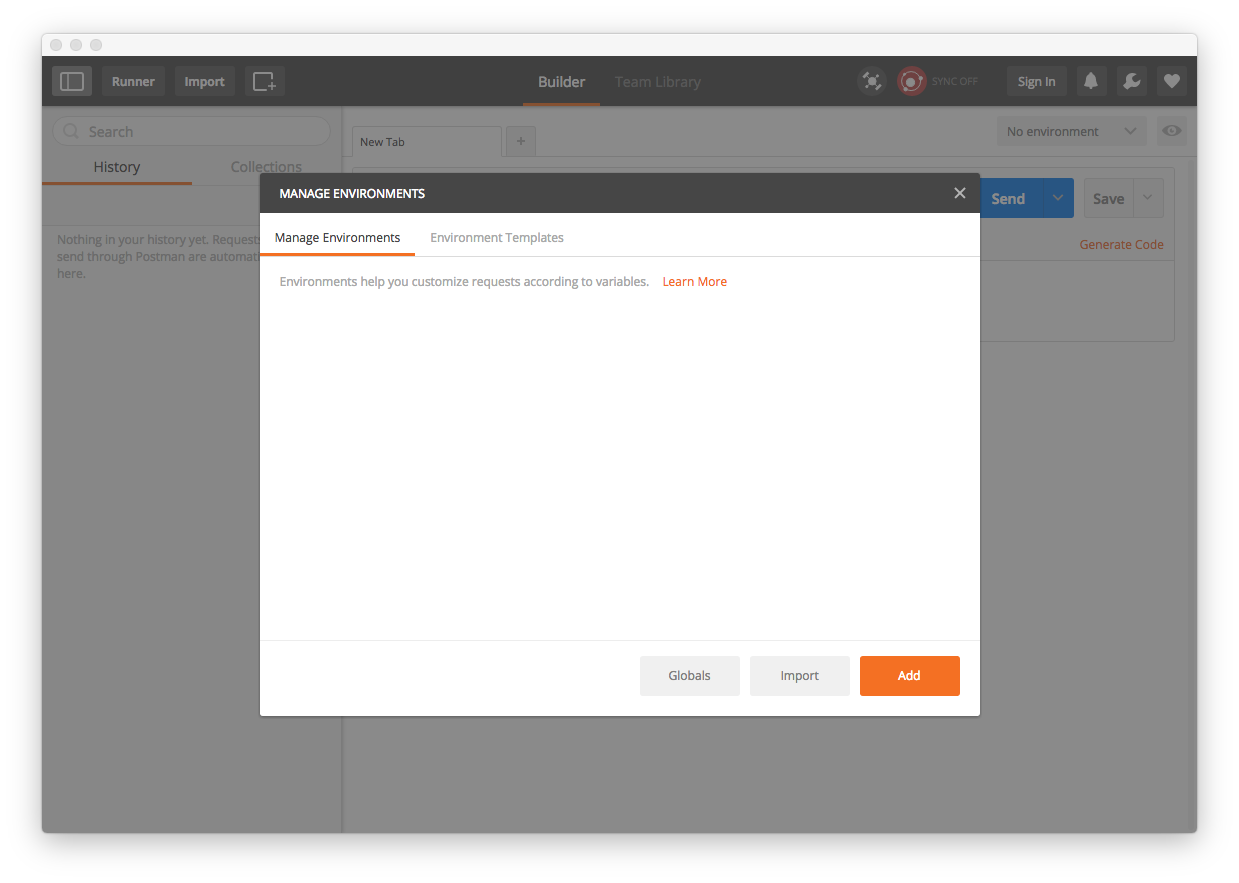 Runner
Import
Builder
Team Library
SYNC OFF
Sign In
Search
History
Collections
New Tab
+
No environment
Nothing in your history yet. Requests
send through Postman are automati
here.
Send
Save
Generate Code
MANAGE ENVIRONMENTS
Manage Environments
Environment Templates
Environments help you customize requests according to variables. Learn More
Globals
Import
Add